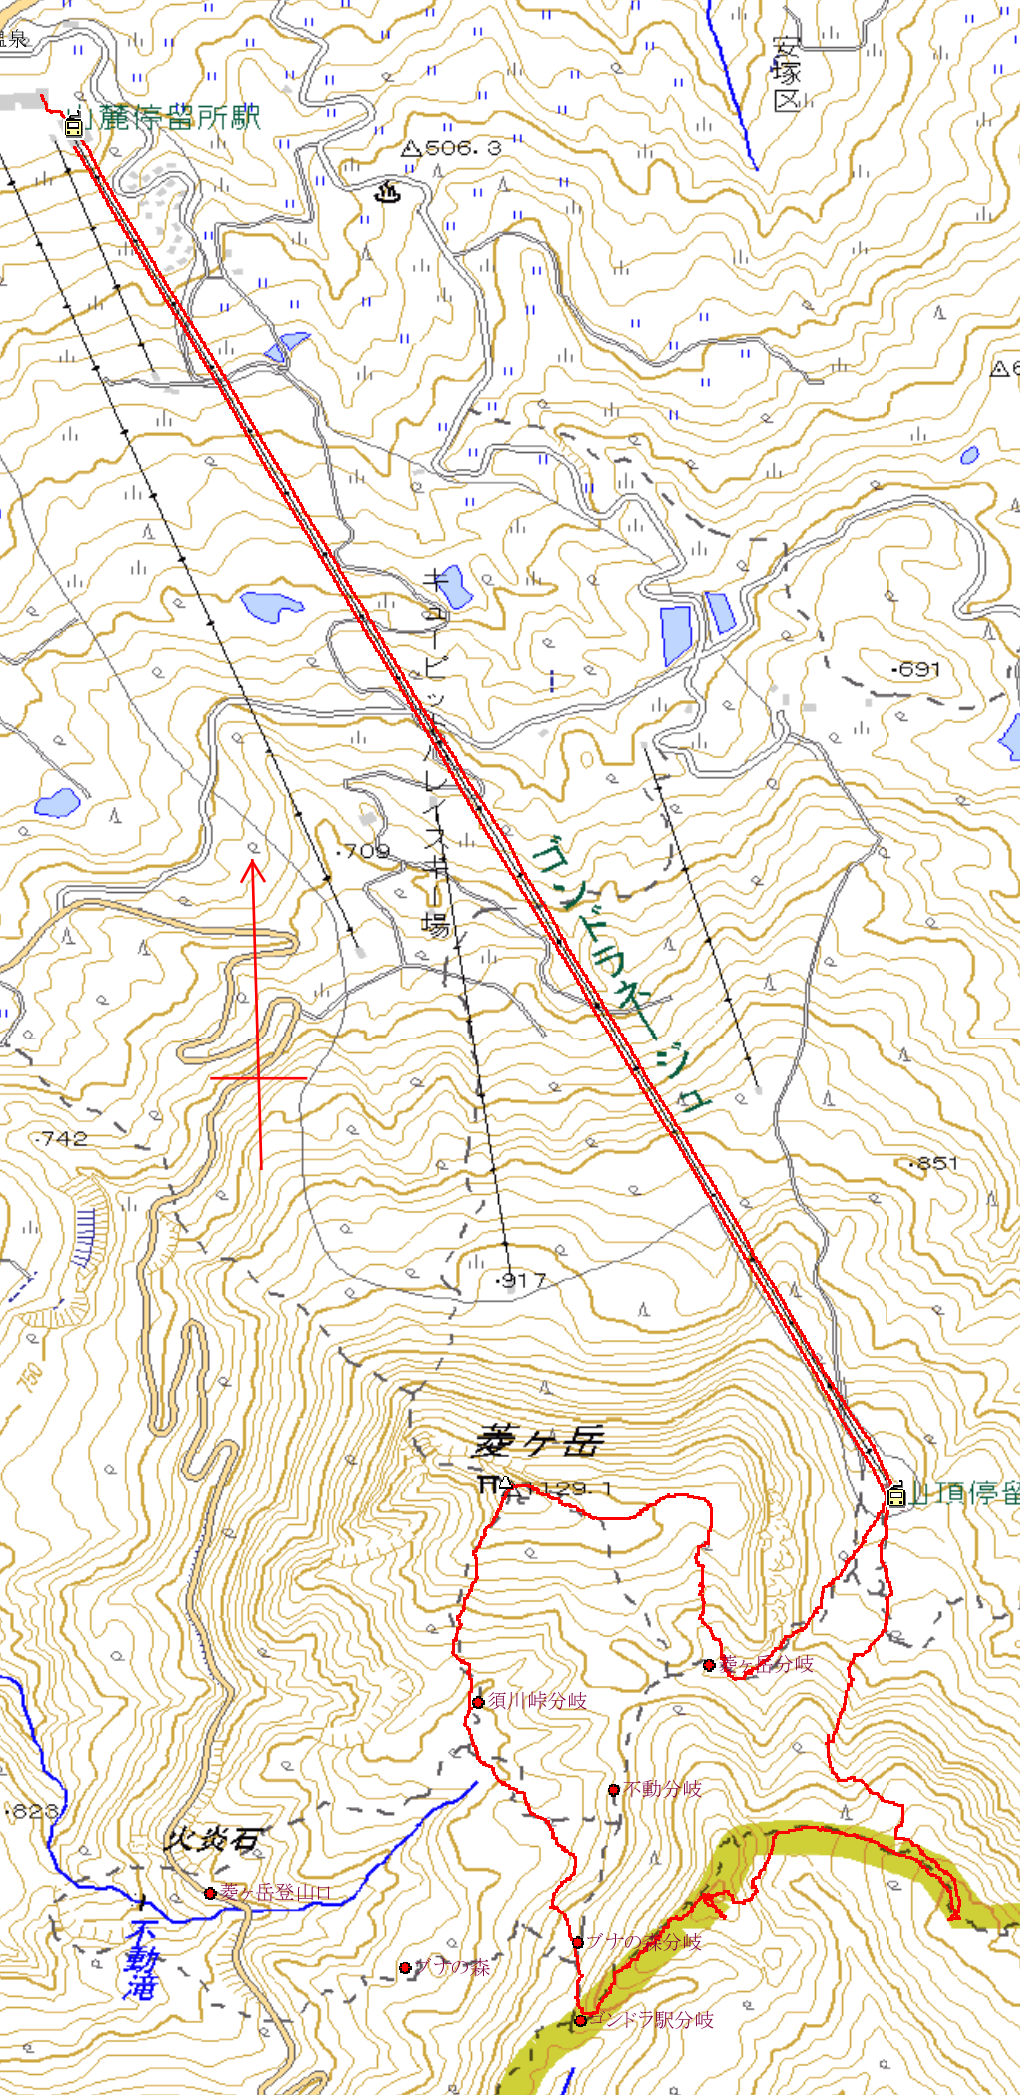 温泉
安塚区
山麓停留所駅
506.3
キューピットバレイスキー場
691
709
ゴンドラネージュ
742
851
917
750
菱ヶ岳
1129.1
山頂停留
菱ヶ岳分岐
須川峠分岐
不動分岐
823
火炎石
菱ヶ岳登山口
不動滝
ブナの森分岐
ブナの森
ゴンドラ駅分岐